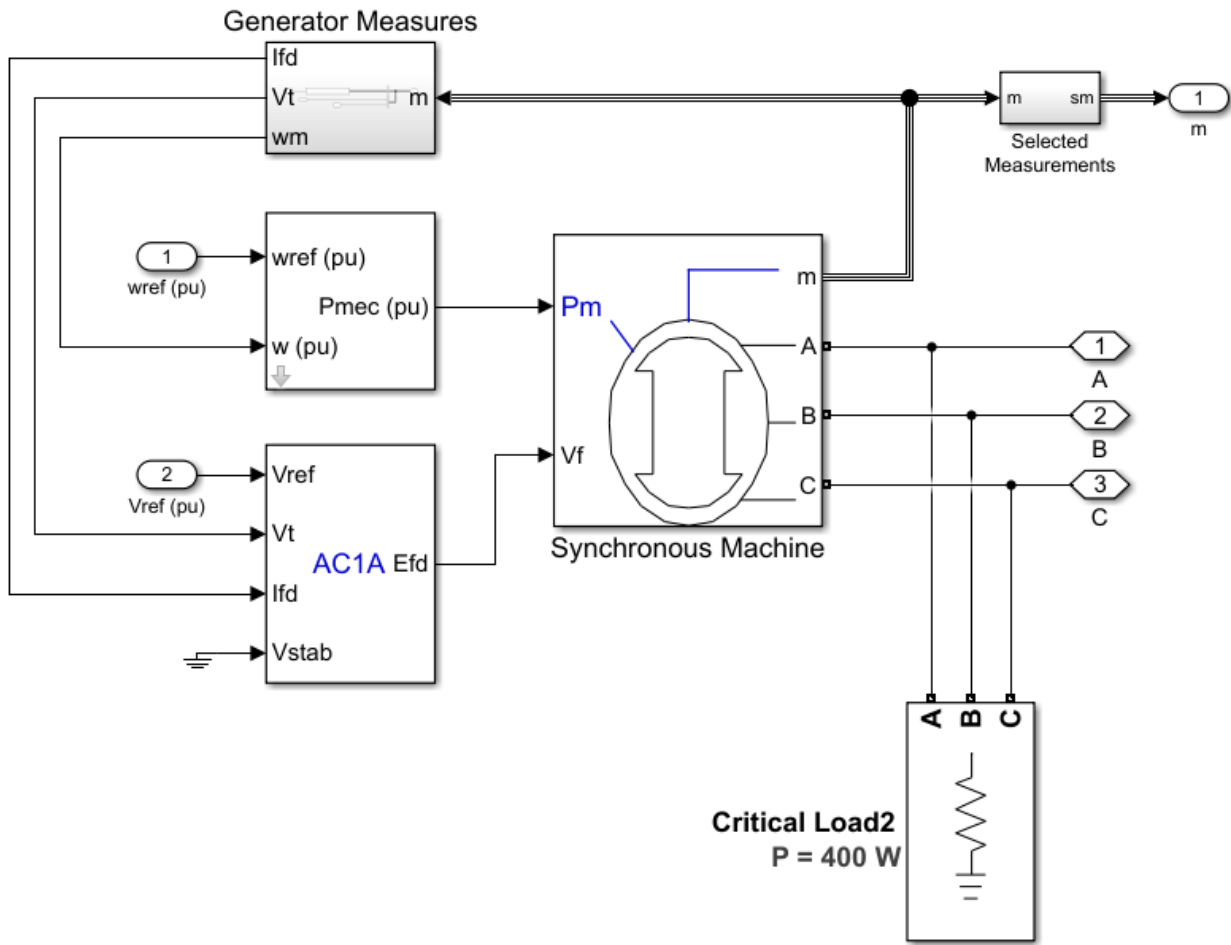 Generator Measures
Ifd
Vt
wm
m
m
sm
Selected
Measurements
1
m
1
wref (pu)
wref (pu)
Pmec (pu)
w (pu)
2
Vref (pu)
Vref
Vt
Ifd
Vstab
AC1A
Efd
Pm
Vf
m
A
B
C
Synchronous Machine
1
A
2
B
3
C
A B C
Critical Load2
P = 400 W